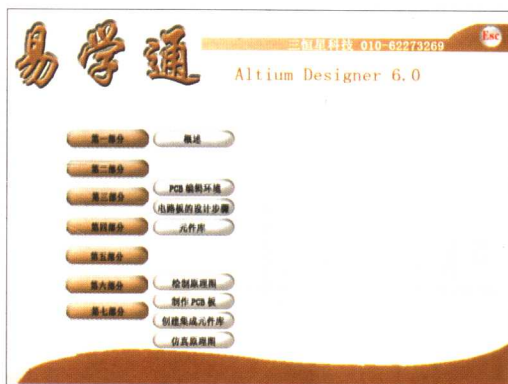 易学通
三恒星科技 010-62273269
Esc
Altium Designer 6.0
第一部分 概述
第二部分
第三部分
PCB 编辑环境
电路板的设计步骤
第四部分 元件库
第五部分
第六部分 绘制原理图
制作 PCB 板
第七部分
创建集成元件库
仿真原理图